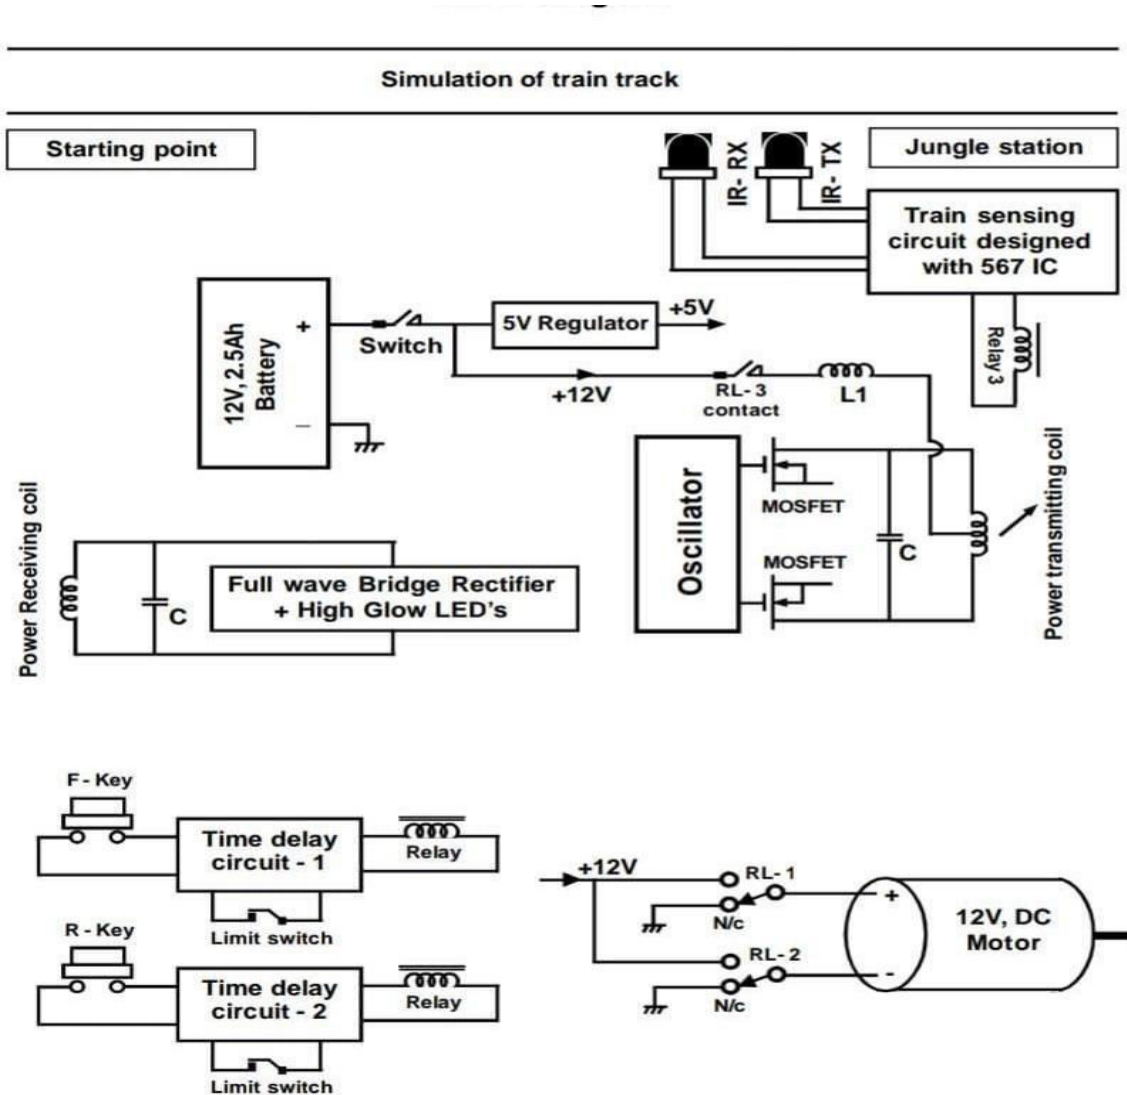 Simulation of train track
Starting point
IR- RX
IR- TX
Jungle station
Train sensing
circuit designed
with 567 IC
12V, 2.5Ah
Battery
+
–
Switch
5V Regulator
+5V
+12V
RL-3
contact
L1
Relay 3
Oscillator
MOSFET
MOSFET
C
Power transmitting coil
Power Receiving coil
C
Full wave Bridge Rectifier
+ High Glow LED's
F - Key
Time delay
circuit - 1
Relay
Limit switch
R - Key
Time delay
circuit - 2
Relay
Limit switch
+12V
RL-1
N/c
RL-2
N/c
+
-
12V, DC
Motor